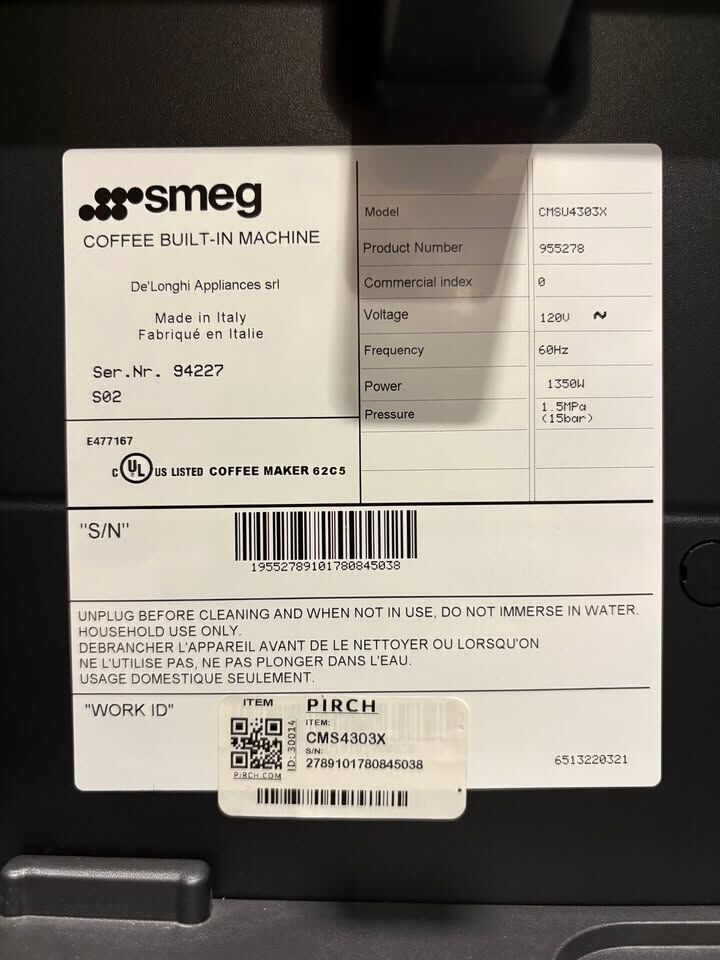 smeg
COFFEE BUILT-IN MACHINE
De'Longhi Appliances srl
Made in Italy
Fabriqué en Italie
Ser.Nr. 94227
S02
Model CMSU4303X
Product Number 955278
Commercial index 0
Voltage 120V ~
Frequency 60Hz
Power 1350W
Pressure 1.5MPa
(15bar)
E477167
C UL US LISTED COFFEE MAKER 62C5
"S/N"
19552789101780845038
UNPLUG BEFORE CLEANING AND WHEN NOT IN USE, DO NOT IMMERSE IN WATER.
HOUSEHOLD USE ONLY.
DEBRANCHER L'APPAREIL AVANT DE LE NETTOYER OU LORSQU'ON
NE L'UTILISE PAS, NE PAS PLONGER DANS L'EAU.
USAGE DOMESTIQUE SEULEMENT.
"WORK ID"
ITEM
PIRCH
ITEM:
CMS4303X
S/N:
2789101780845038
ID: 30014
PIRCH.COM
6513220321